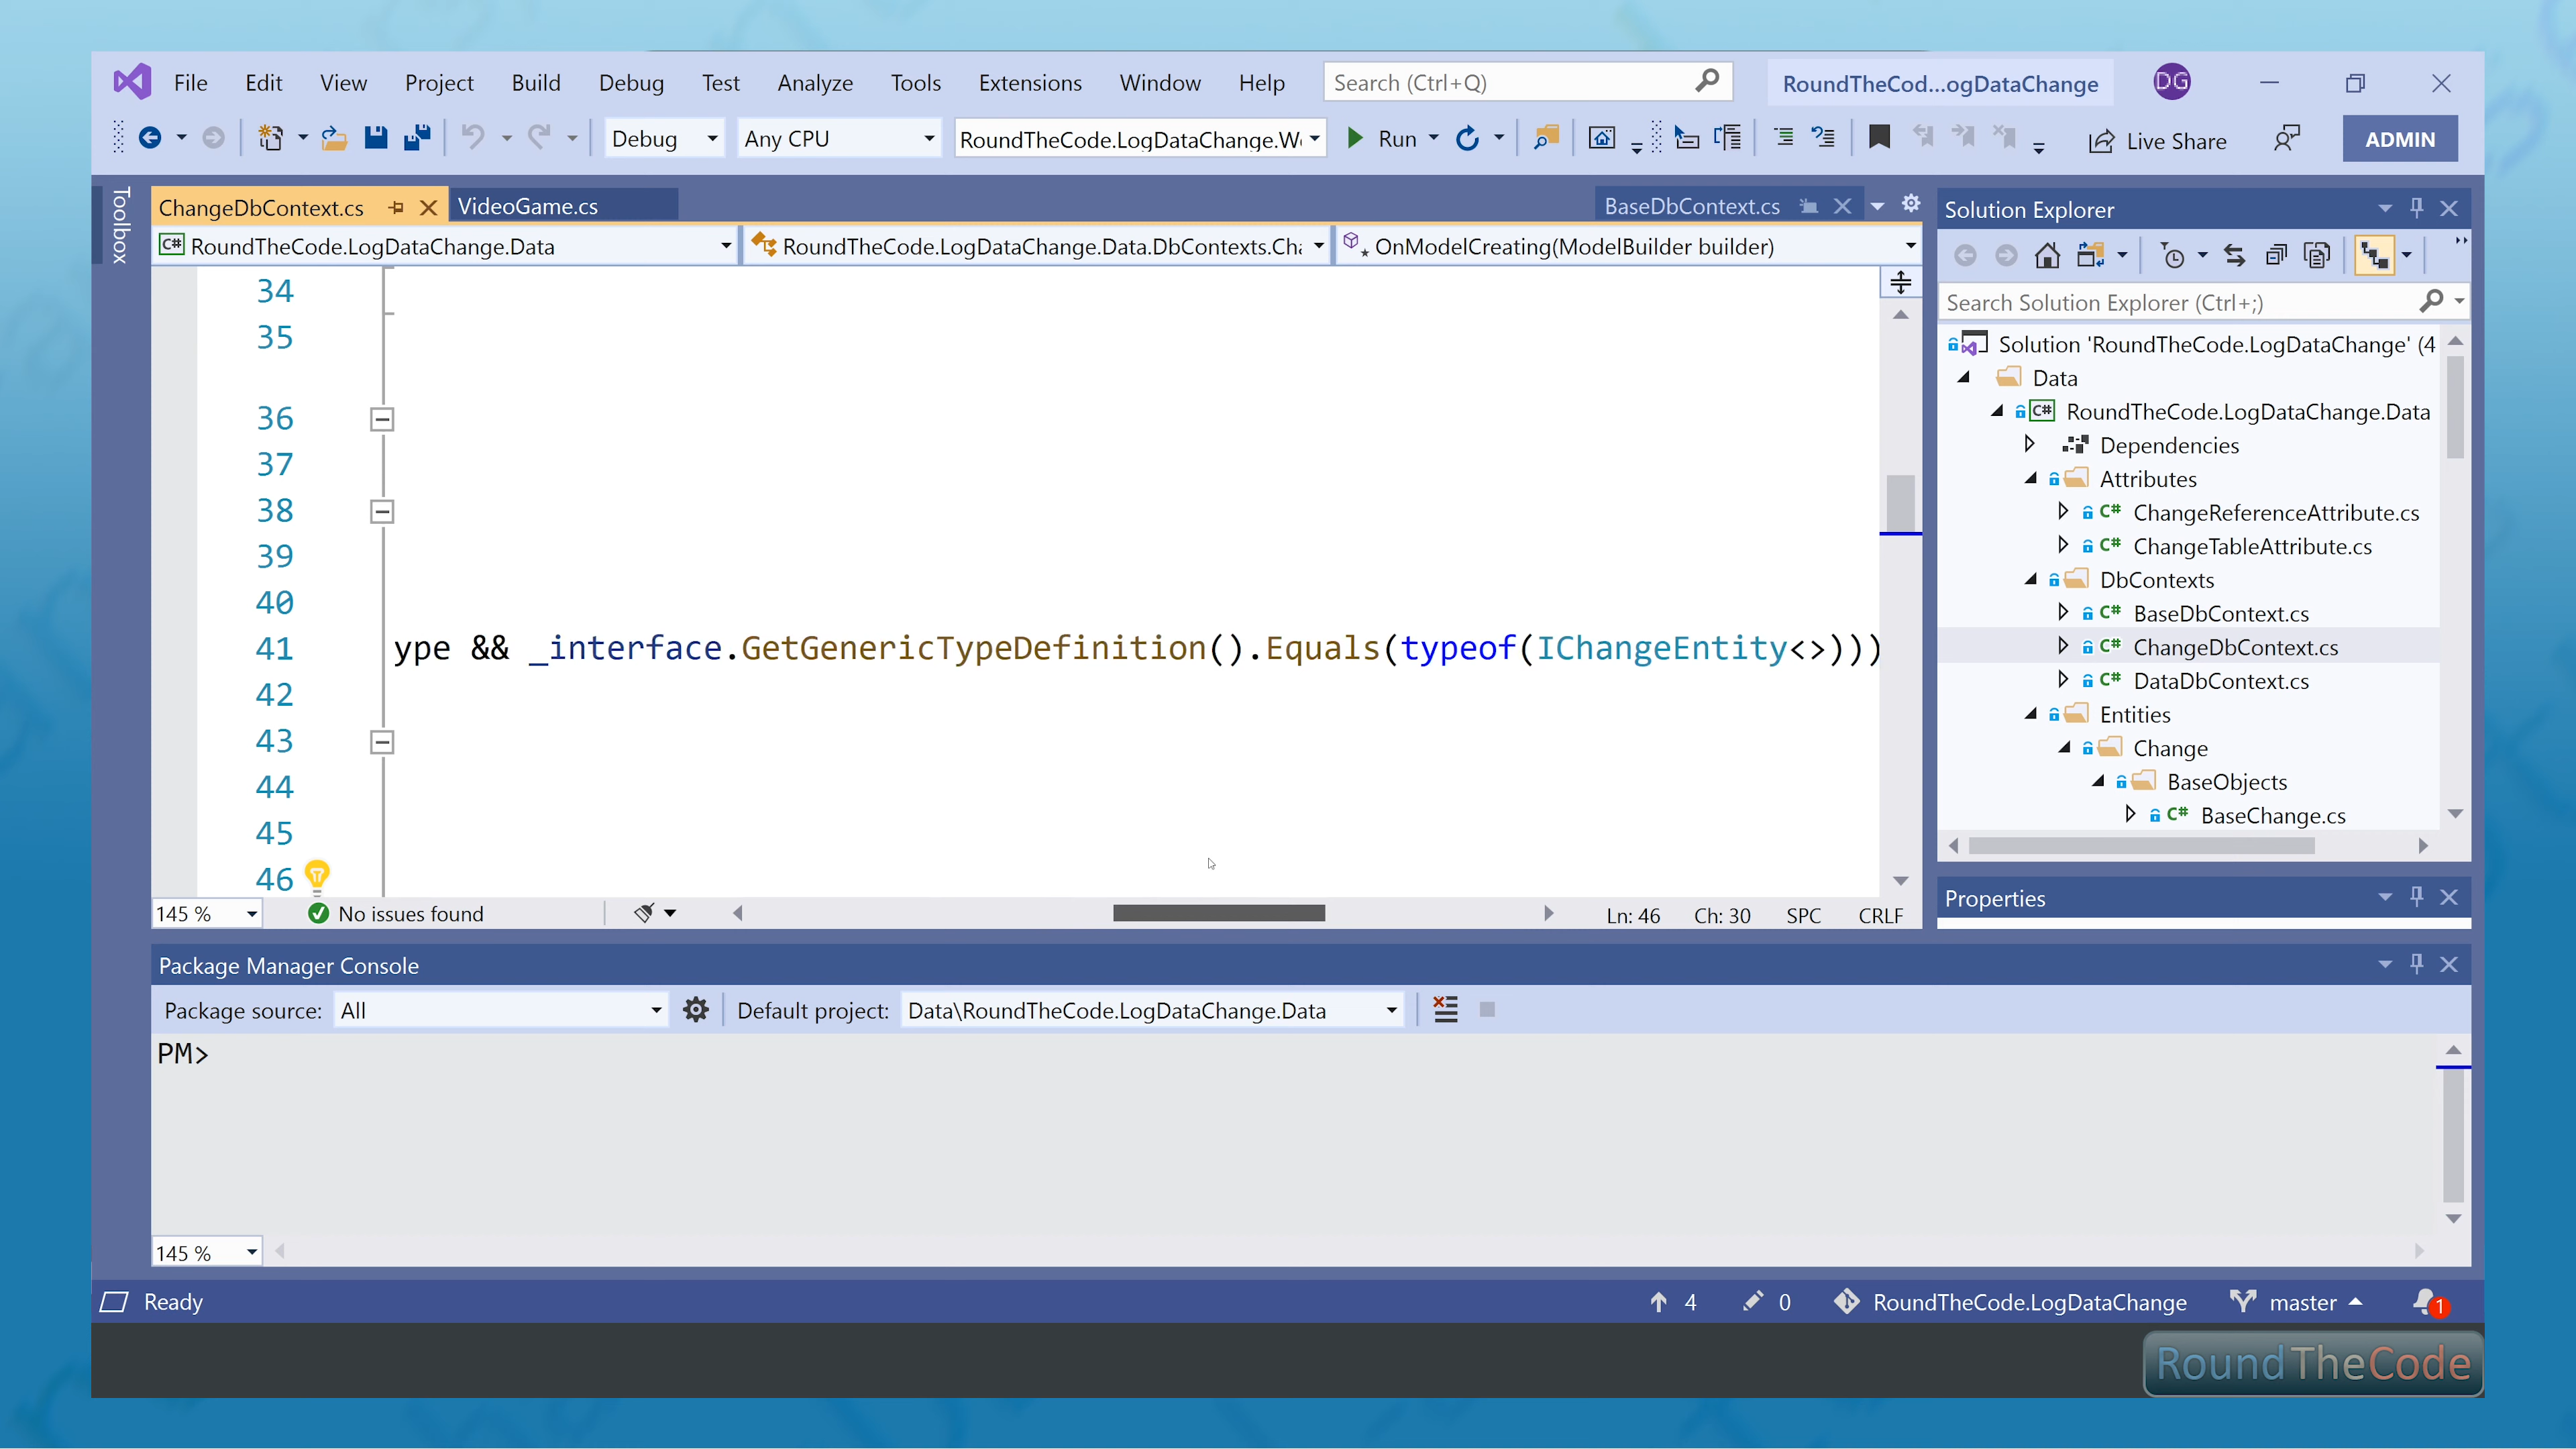 File Edit View Project Build Debug Test Analyze Tools Extensions Window Help Search (Ctrl+Q) RoundTheCod...ogDataChange DG
Debug Any CPU RoundTheCode.LogDataChange.W Run Live Share ADMIN
Toolbox
ChangeDbContext.cs VideoGame.cs BaseDbContext.cs
RoundTheCode.LogDataChange.Data RoundTheCode.LogDataChange.Data.DbContexts.Cha OnModelCreating(ModelBuilder builder)
34
35
36
37
38
39
40
41 ype && _interface.GetGenericTypeDefinition().Equals(typeof(IChangeEntity<>)))
42
43
44
45
46
145 % No issues found Ln: 46 Ch: 30 SPC CRLF
Solution Explorer
Search Solution Explorer (Ctrl+;)
Solution 'RoundTheCode.LogDataChange' (4
Data
C# RoundTheCode.LogDataChange.Data
Dependencies
Attributes
C# ChangeReferenceAttribute.cs
C# ChangeTableAttribute.cs
DbContexts
C# BaseDbContext.cs
C# ChangeDbContext.cs
C# DataDbContext.cs
Entities
Change
BaseObjects
C# BaseChange.cs
Properties
Package Manager Console
Package source: All Default project: Data\RoundTheCode.LogDataChange.Data
PM>
145 %
Ready 4 0 RoundTheCode.LogDataChange master 1
RoundTheCode